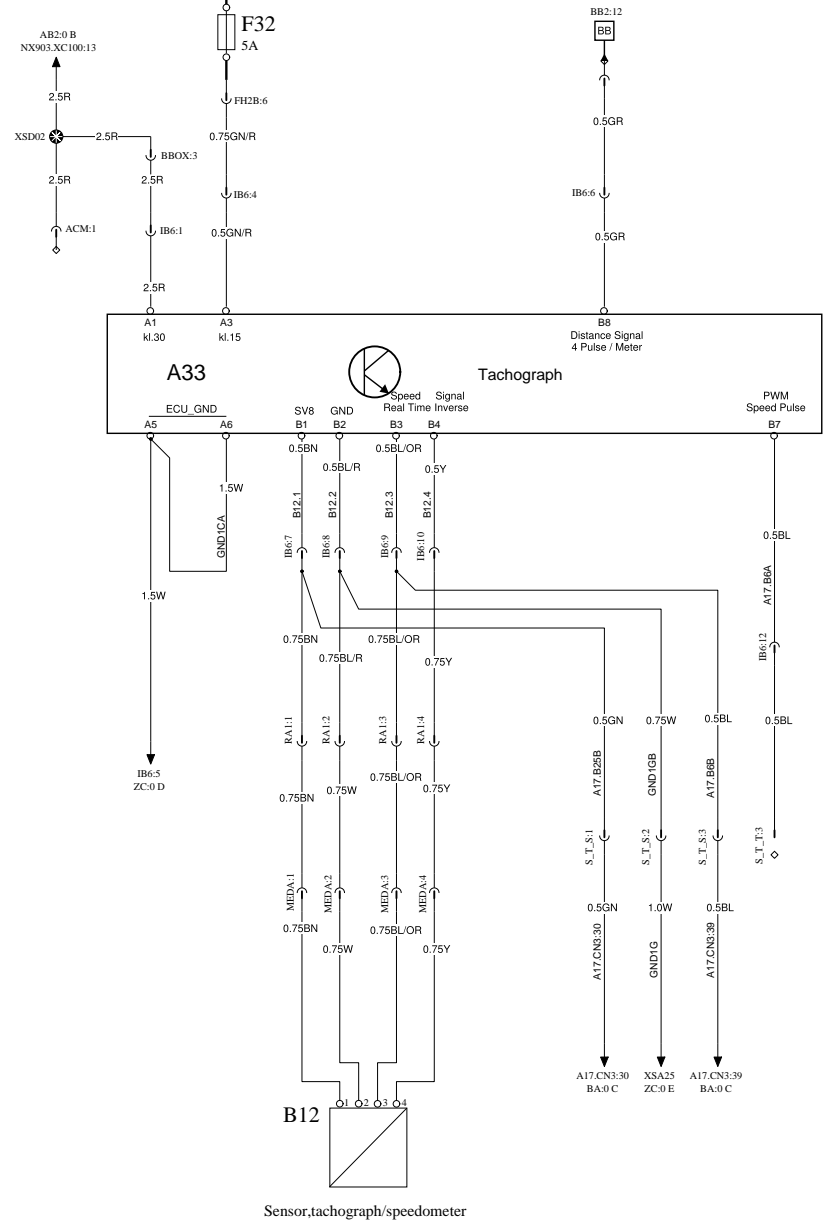 AB2:0 B
NX903.XC100:13
F32
5A
BB2:12
BB
2.5R
FH2B:6
XSD02
2.5R
0.75GN/R
0.5GR
BBOX:3
2.5R
2.5R
IB6:4
IB6:6
ACM:1
IB6:1
0.5GN/R
0.5GR
2.5R
A1
kl.30
A3
kl.15
B8
Distance Signal
4 Pulse / Meter
A33
Tachograph
Speed Signal
Real Time Inverse
PWM
Speed Pulse
ECU_GND
SV8
GND
A5
A6
B1
B2
B3
B4
B7
0.5BN
0.5BL/R
0.5BL/OR
0.5Y
1.5W
GND1CA
B12.1
B12.2
B12.3
B12.4
0.5BL
IB6:7
IB6:8
IB6:9
IB6:10
A17.B6A
1.5W
0.75BN
0.75BL/R
0.75BL/OR
0.75Y
IB6:12
RA1:1
RA1:2
RA1:3
RA1:4
0.5GN
0.75W
0.5BL
0.5BL
IB6:5
ZC:0 D
A17.B25B
GND1GB
A17.B6B
0.75BN
0.75W
0.75BL/OR
0.75Y
S_T_S:1
S_T_S:2
S_T_S:3
S_T_T:3
MEDA:1
MEDA:2
MEDA:3
MEDA:4
0.75BN
0.75W
0.75BL/OR
0.75Y
0.5GN
1.0W
0.5BL
A17.CN3:30
GND1G
A17.CN3:39
A17.CN3:30
BA:0 C
XSA25
ZC:0 E
A17.CN3:39
BA:0 C
B12
1
2
3
4
Sensor,tachograph/speedometer